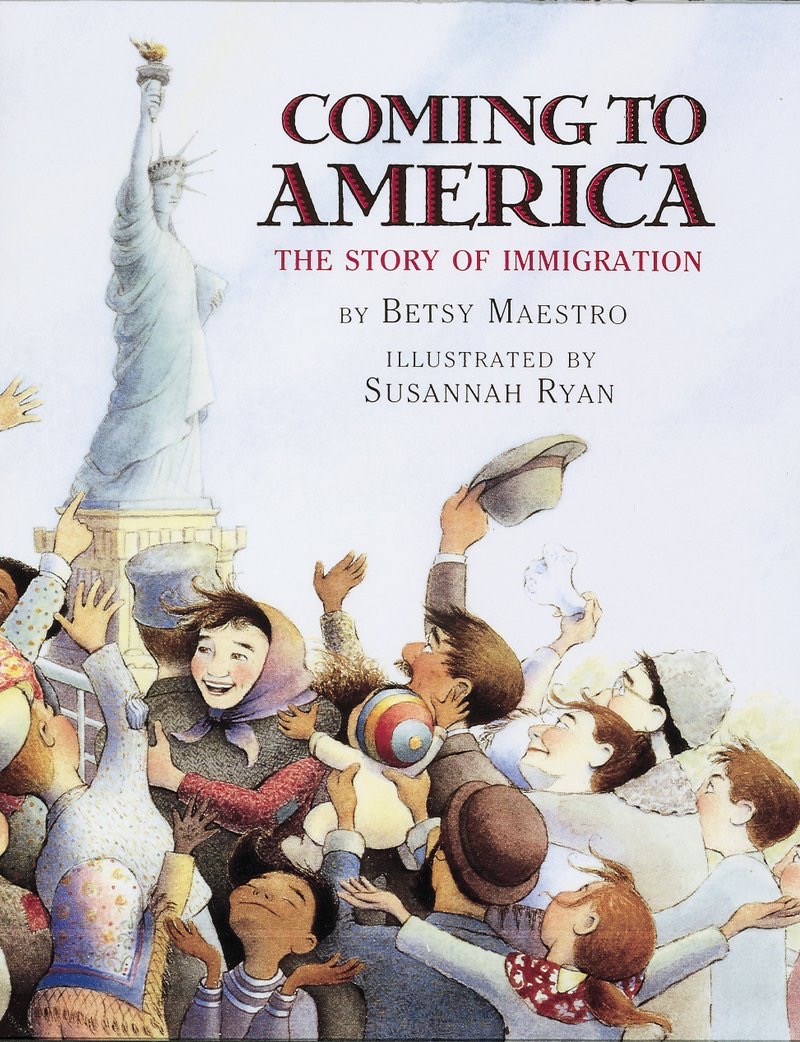 COMING TO
AMERICA
THE STORY OF IMMIGRATION
BY BETSY MAESTRO
ILLUSTRATED BY
SUSANNAH RYAN